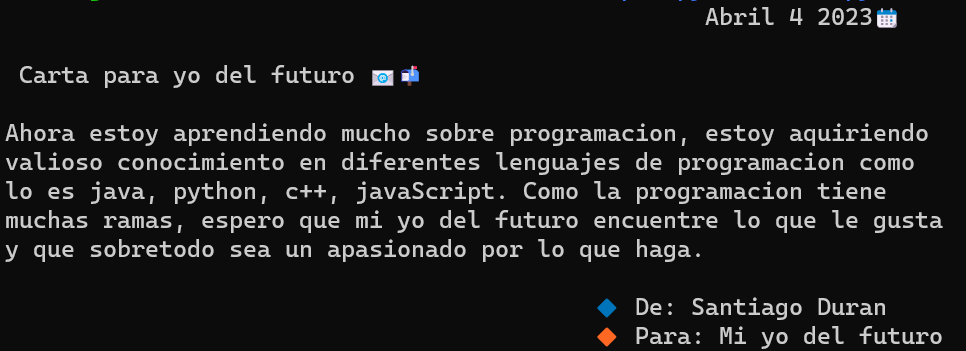 Abril 4 2023🗓️
Carta para yo del futuro 📧📬
Ahora estoy aprendiendo mucho sobre programacion, estoy aquiriendo
valioso conocimiento en diferentes lenguajes de programacion como
lo es java, python, c++, javaScript. Como la programacion tiene
muchas ramas, espero que mi yo del futuro encuentre lo que le gusta
y que sobretodo sea un apasionado por lo que haga.
🔷 De: Santiago Duran
🔶 Para: Mi yo del futuro